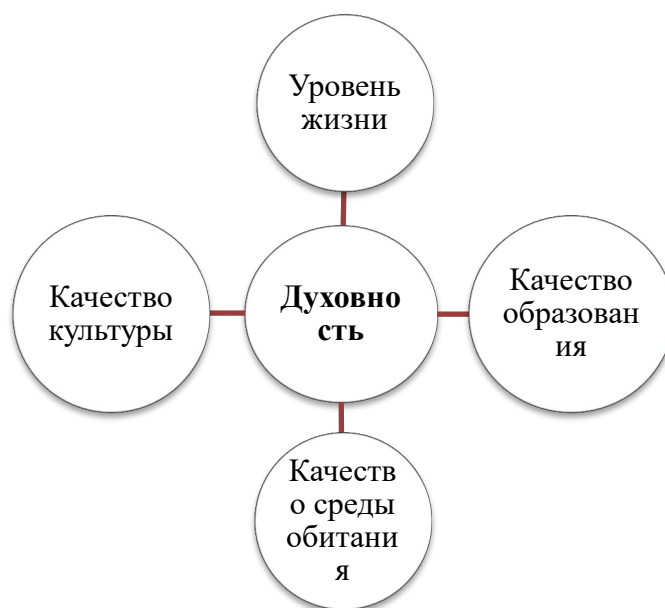 Уровень
жизни
Качество
культуры
Духовно
сть
Качество
образован
ия
Качеств
о среды
обитани
я